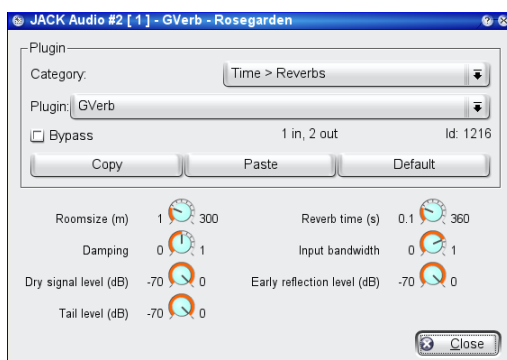 JACK Audio #2 [ 1 ] - GVerb - Rosegarden
Plugin
Category: Time > Reverbs
Plugin: GVerb
Bypass 1 in, 2 out Id: 1216
Copy Paste Default
Roomsize (m) 1 300 Reverb time (s) 0.1 360
Damping 0 1 Input bandwidth 0 1
Dry signal level (dB) -70 0 Early reflection level (dB) -70 0
Tail level (dB) -70 0
Close